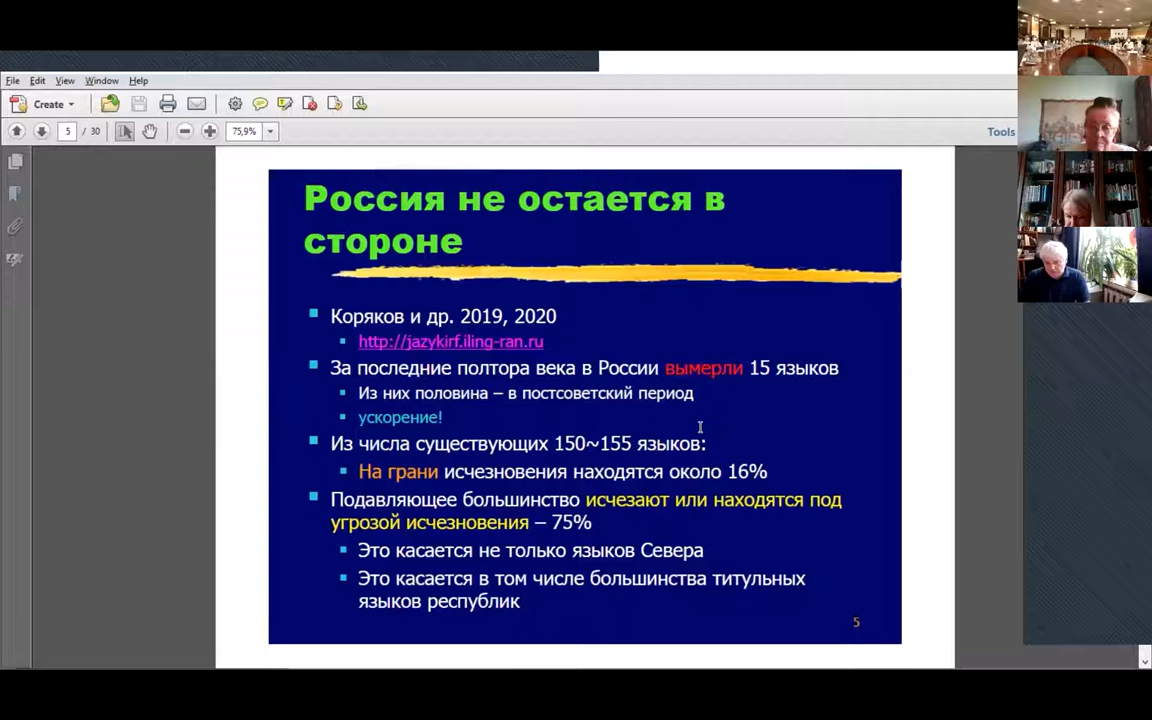 File Edit View Window Help
Create
5 / 30 75,9% Tools
Россия не остается в
стороне
Коряков и др. 2019, 2020
http://jazykirf.iling-ran.ru
За последние полтора века в России вымерли 15 языков
Из них половина – в постсоветский период
ускорение!
Из числа существующих 150~155 языков:
На грани исчезновения находятся около 16%
Подавляющее большинство исчезают или находятся под
угрозой исчезновения – 75%
Это касается не только языков Севера
Это касается в том числе большинства титульных
языков республик
5